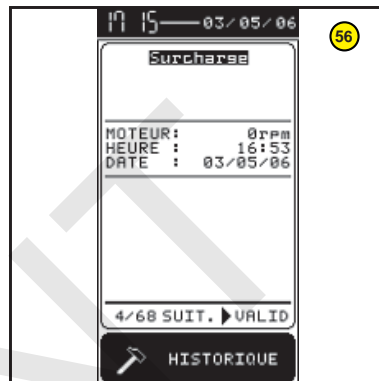 17 15 03/05/06
56
Surcharge
MOTEUR: 0rpm
HEURE : 16:53
DATE : 03/05/06
4/68 SUIT. ▶VALID
HISTORIQUE